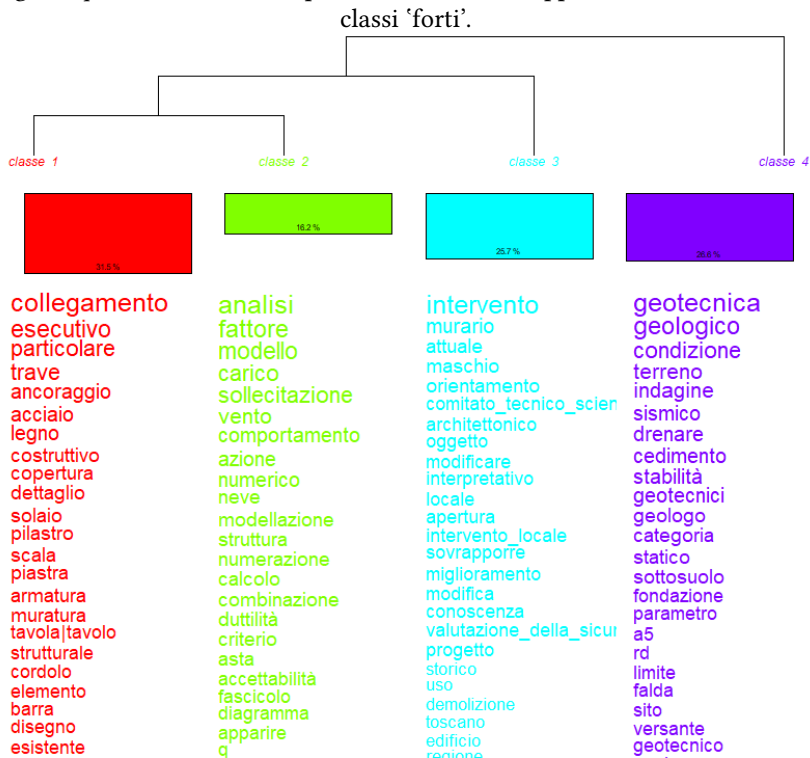 classi ‘forti’.
classe 1
classe 2
classe 3
classe 4
31.5 %
16.2 %
25.7 %
26.6 %
collegamento
esecutivo
particolare
trave
ancoraggio
acciaio
legno
costruttivo
copertura
dettaglio
solaio
pilastro
scala
piastra
armatura
muratura
tavola|tavolo
strutturale
cordolo
elemento
barra
disegno
esistente
analisi
fattore
modello
carico
sollecitazione
vento
comportamento
azione
numerico
neve
modellazione
struttura
numerazione
calcolo
combinazione
duttilità
criterio
asta
accettabilità
fascicolo
diagramma
apparire
q
intervento
murario
attuale
maschio
orientamento
comitato_tecnico_scien
architettonico
oggetto
modificare
interpretativo
locale
apertura
intervento_locale
sovrapporre
miglioramento
modifica
conoscenza
valutazione_della_sicur
progetto
storico
uso
demolizione
toscano
edificio
regione
geotecnica
geologico
condizione
terreno
indagine
sismico
drenare
cedimento
stabilità
geotecnici
geologo
categoria
statico
sottosuolo
fondazione
parametro
a5
rd
limite
falda
sito
versante
geotecnico